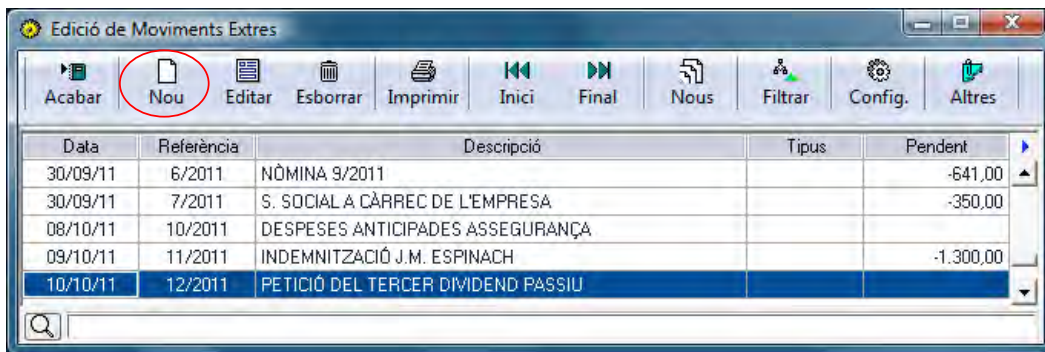 Edició de Moviments Extres
Acabar Nou Editar Esborrar Imprimir Inici Final Nous Filtrar Config. Altres
Data Referència Descripció Tipus Pendent
30/09/11 6/2011 NÒMINA 9/2011 -641,00
30/09/11 7/2011 S. SOCIAL A CÀRREC DE L'EMPRESA -350,00
08/10/11 10/2011 DESPESES ANTICIPADES ASSEGURANÇA
09/10/11 11/2011 INDEMNITZACIÓ J.M. ESPINACH -1.300,00
10/10/11 12/2011 PETICIÓ DEL TERCER DIVIDEND PASSIU